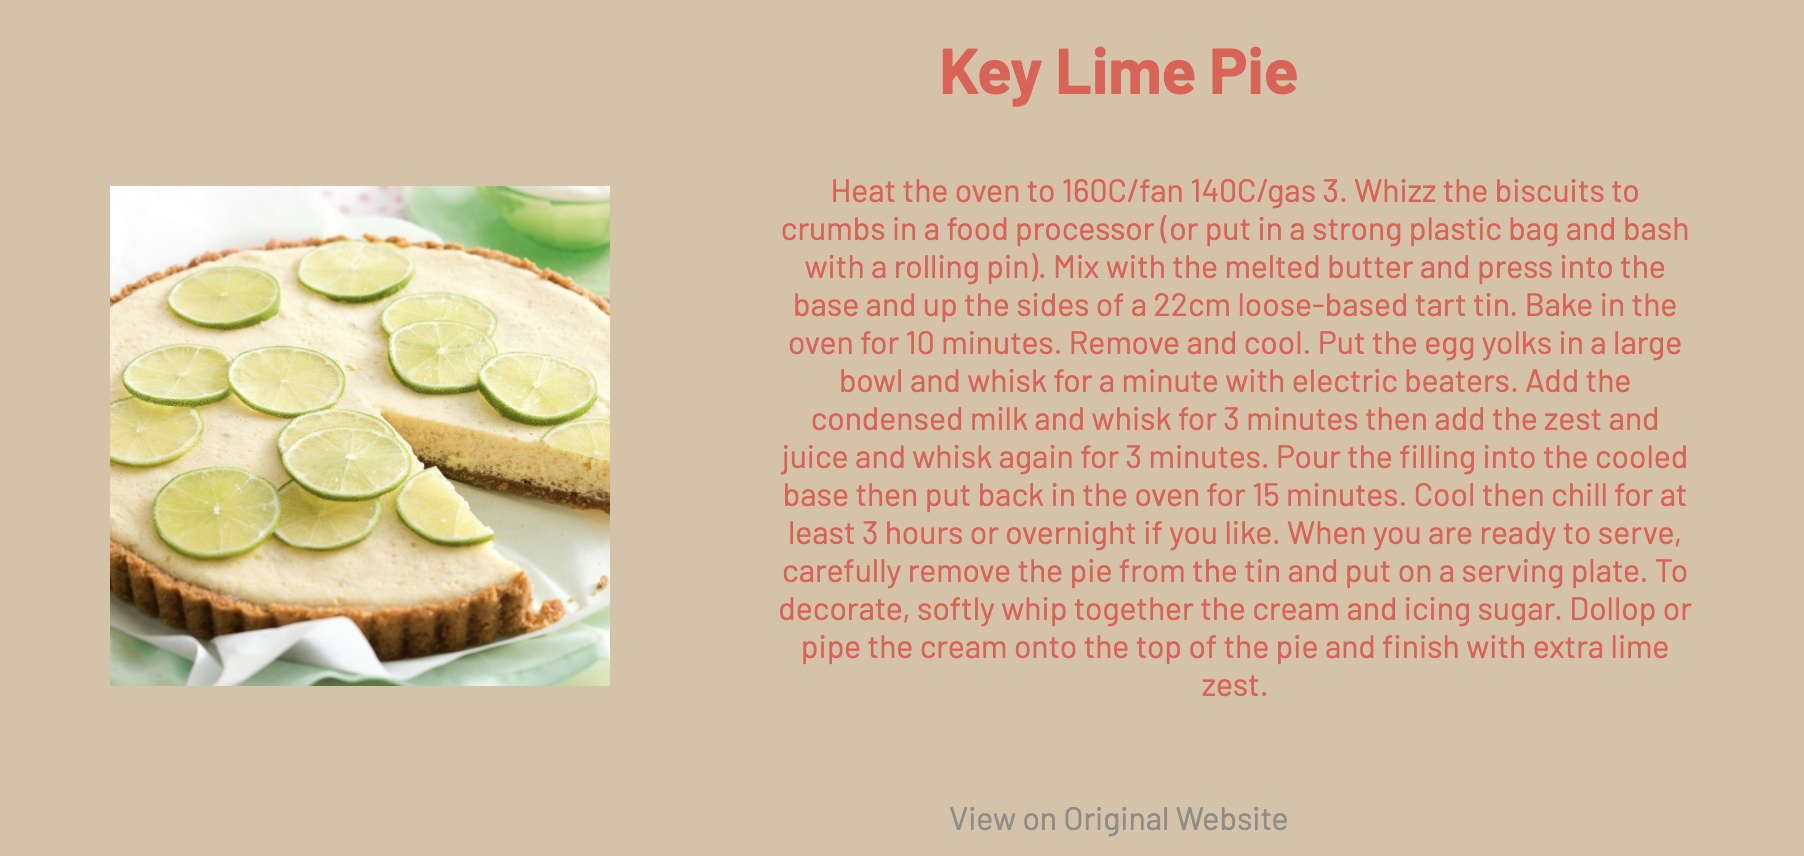 Key Lime Pie
Heat the oven to 160C/fan 140C/gas 3. Whizz the biscuits to
crumbs in a food processor (or put in a strong plastic bag and bash
with a rolling pin). Mix with the melted butter and press into the
base and up the sides of a 22cm loose-based tart tin. Bake in the
oven for 10 minutes. Remove and cool. Put the egg yolks in a large
bowl and whisk for a minute with electric beaters. Add the
condensed milk and whisk for 3 minutes then add the zest and
juice and whisk again for 3 minutes. Pour the filling into the cooled
base then put back in the oven for 15 minutes. Cool then chill for at
least 3 hours or overnight if you like. When you are ready to serve,
carefully remove the pie from the tin and put on a serving plate. To
decorate, softly whip together the cream and icing sugar. Dollop or
pipe the cream onto the top of the pie and finish with extra lime
zest.
View on Original Website